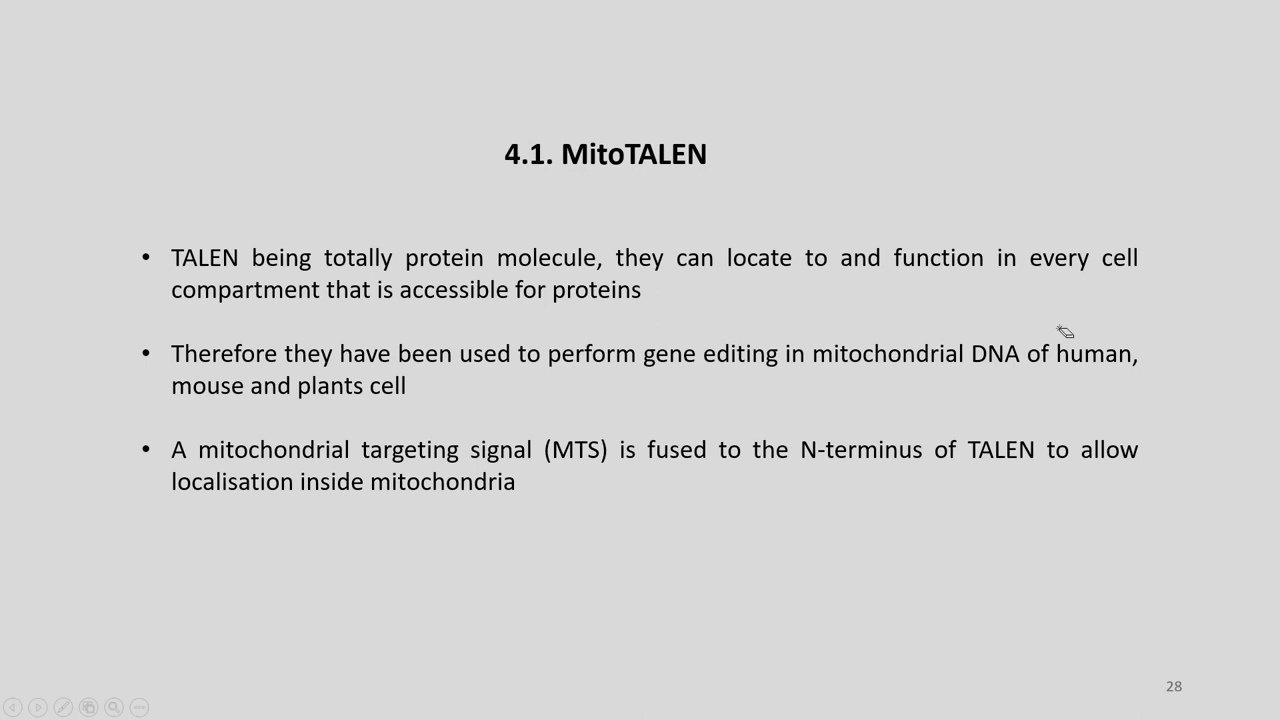 4.1. MitoTALEN
• TALEN being totally protein molecule, they can locate to and function in every cell
compartment that is accessible for proteins
• Therefore they have been used to perform gene editing in mitochondrial DNA of human,
mouse and plants cell
• A mitochondrial targeting signal (MTS) is fused to the N-terminus of TALEN to allow
localisation inside mitochondria
28